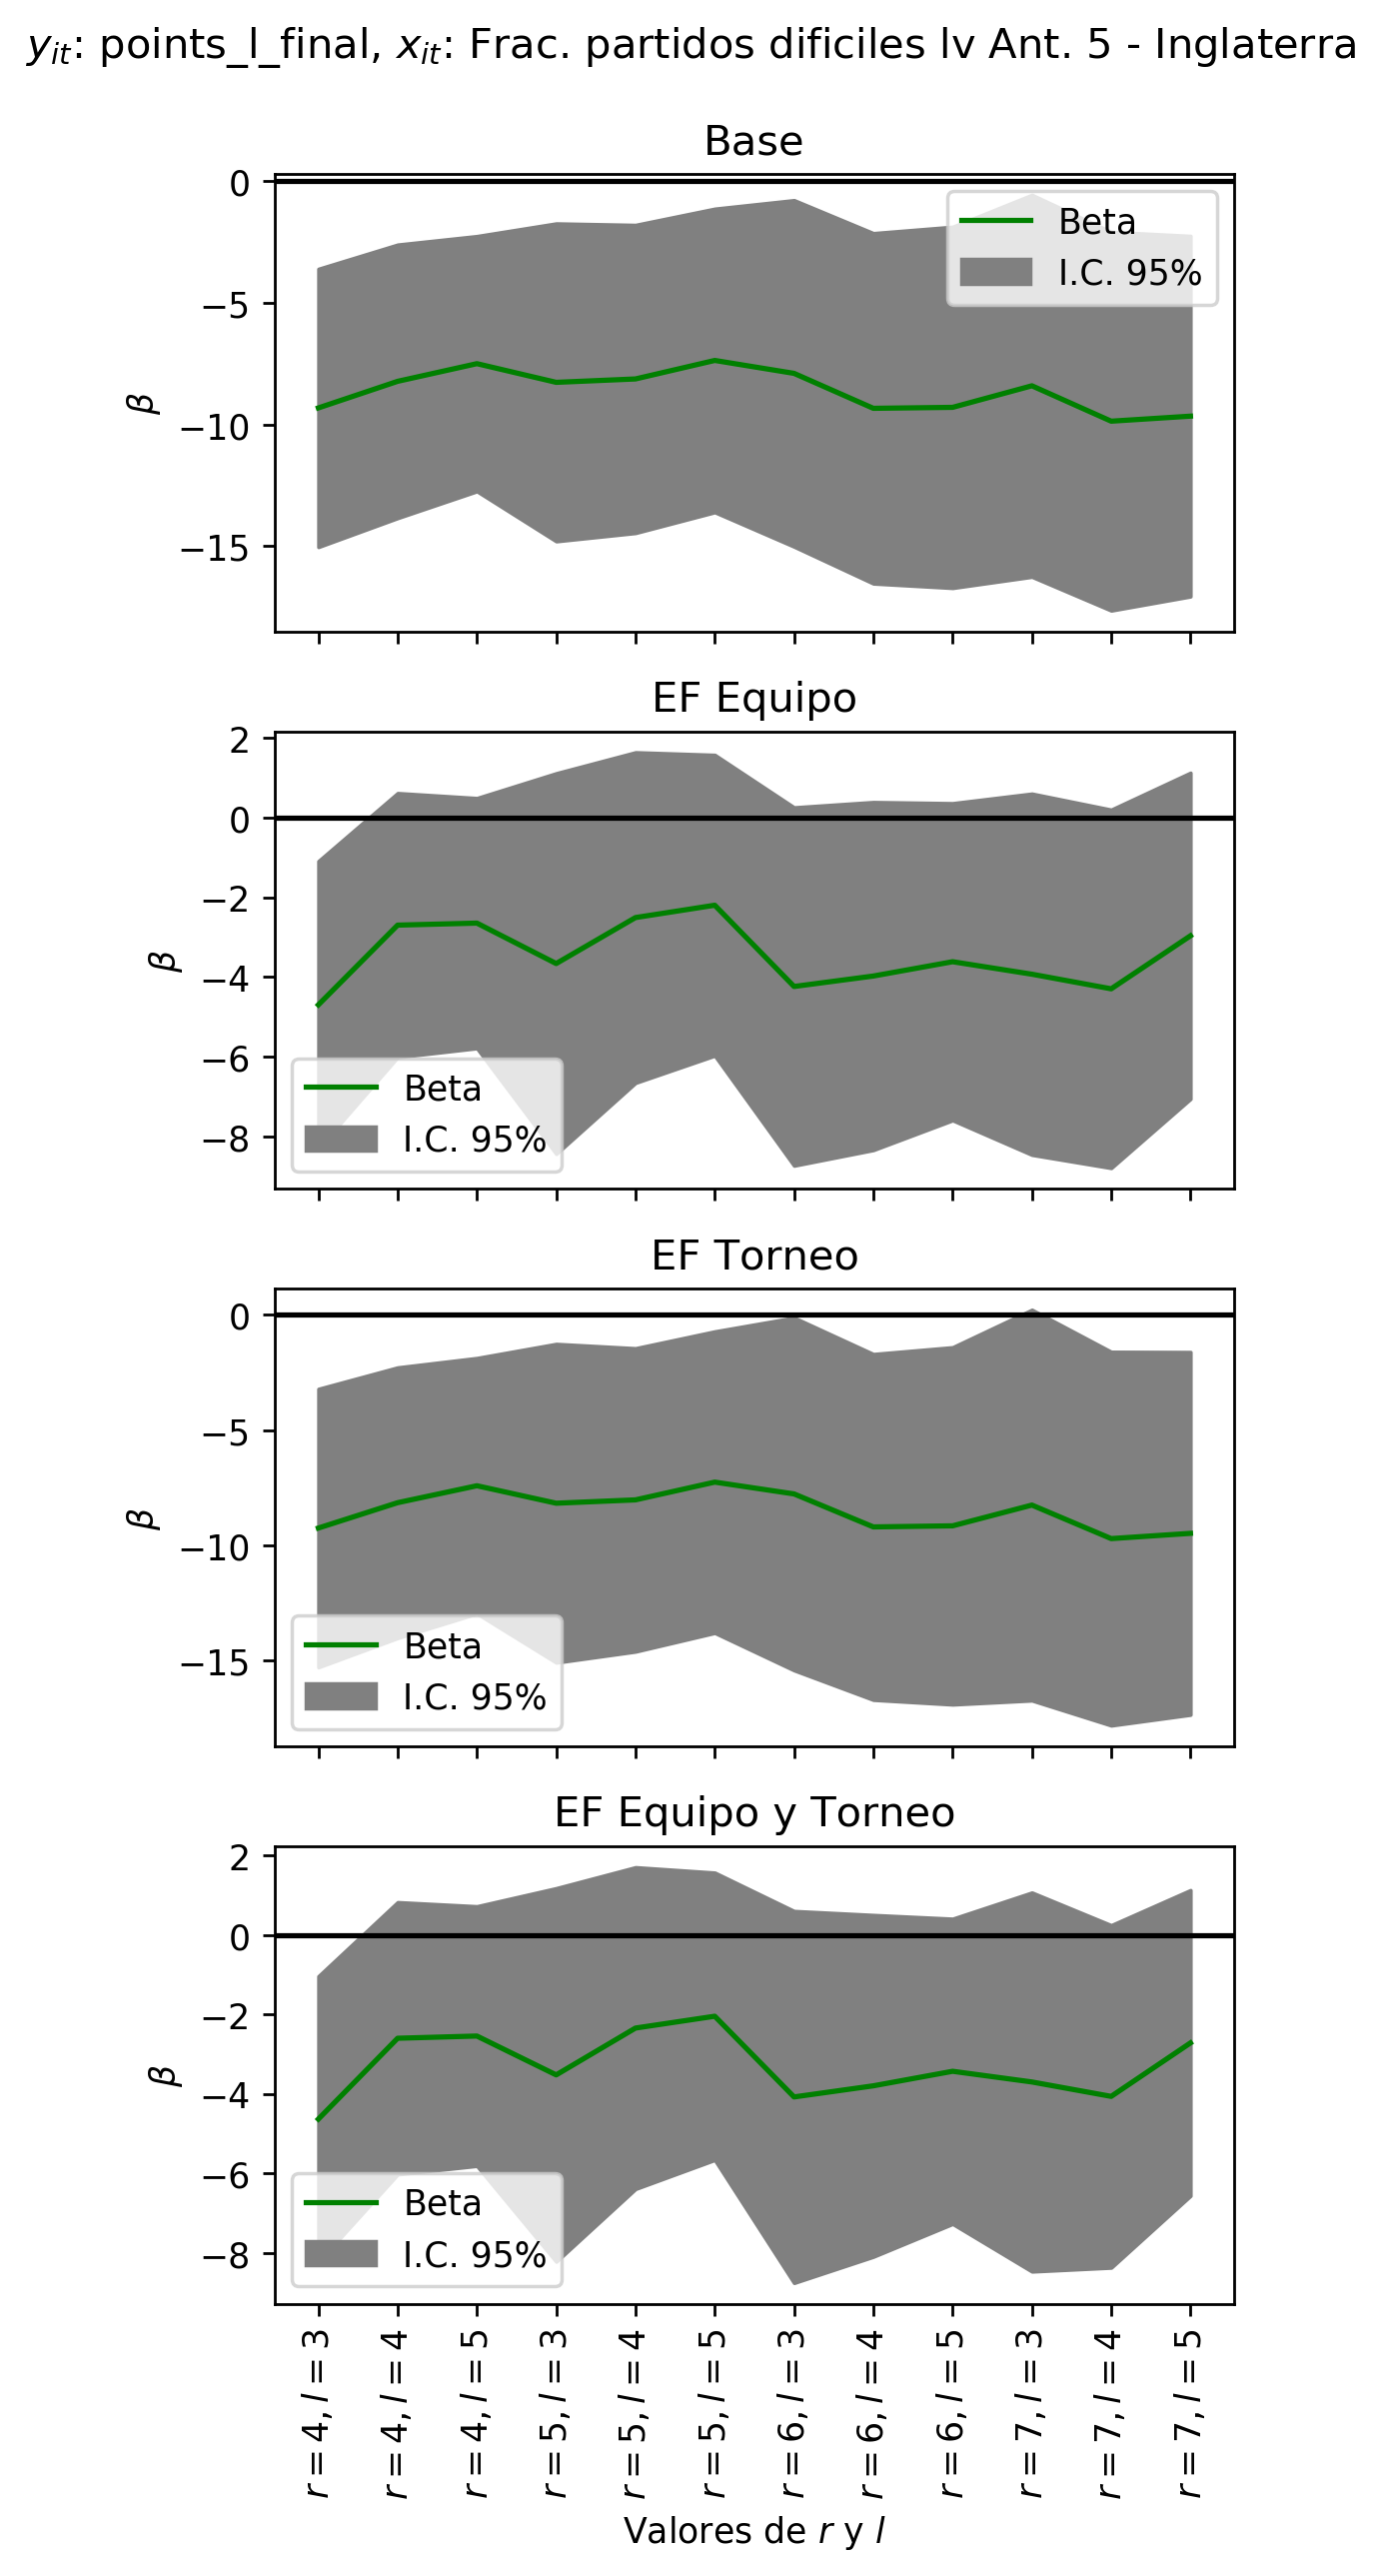 y_it: points_l_final, x_it: Frac. partidos dificiles lv Ant. 5 - Inglaterra
Base
0
−5
−10
−15
β
Beta
I.C. 95%
EF Equipo
2
0
−2
−4
−6
−8
β
Beta
I.C. 95%
EF Torneo
0
−5
−10
−15
β
Beta
I.C. 95%
EF Equipo y Torneo
2
0
−2
−4
−6
−8
β
Beta
I.C. 95%
r = 4, l = 3
r = 4, l = 4
r = 4, l = 5
r = 5, l = 3
r = 5, l = 4
r = 5, l = 5
r = 6, l = 3
r = 6, l = 4
r = 6, l = 5
r = 7, l = 3
r = 7, l = 4
r = 7, l = 5
Valores de r y l